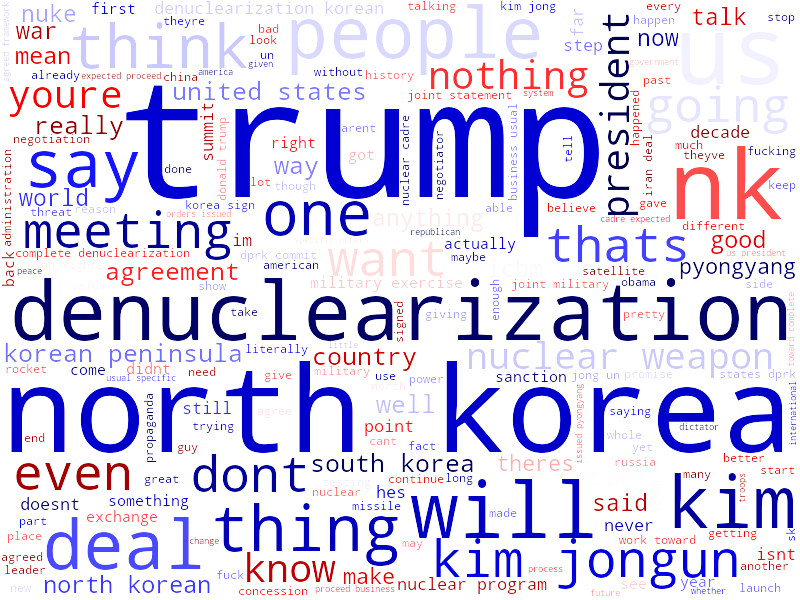 nuke first denuclearization korean kim jong talking every stop
theyre bad far happen
war think people step now talk us
mean look un president
already expected proceed china america given without history government past
youre united states nothing going
joint statement system
really summit trump decade
negotiation right arent tell much fucking
say donald trump way got nuclear cadre negotiator business usual happened iran deal theyve nk keep
administration done though
world lot korea sign able believe gave
threat reason orders issued one anything cadre expected different
meeting im republican good
back complete denuclearization dprk commit want actually thats us president
peace american maybe satellite pyongyang
agreement show military exercise joint military obama side
denuclearization take signed giving enough pretty
korean peninsula literally little country nuclear weapon toward complete
rocket come didnt need give military use power sanction jong un promise states dprk
usual specific north korea
still agree well saying dictator international
propaganda trying point whole
end guy cant fact yet
even dont south korea theres issued pyongyang russia better
great continue long many start
doesnt something nuclear testing hes missile will said troops kim
part exchange thing made never sk
place change may work toward getting
agreed deal know kim jongun isnt
leader fuck make process see another
new north korean concession proceed business nuclear program future year whether launch